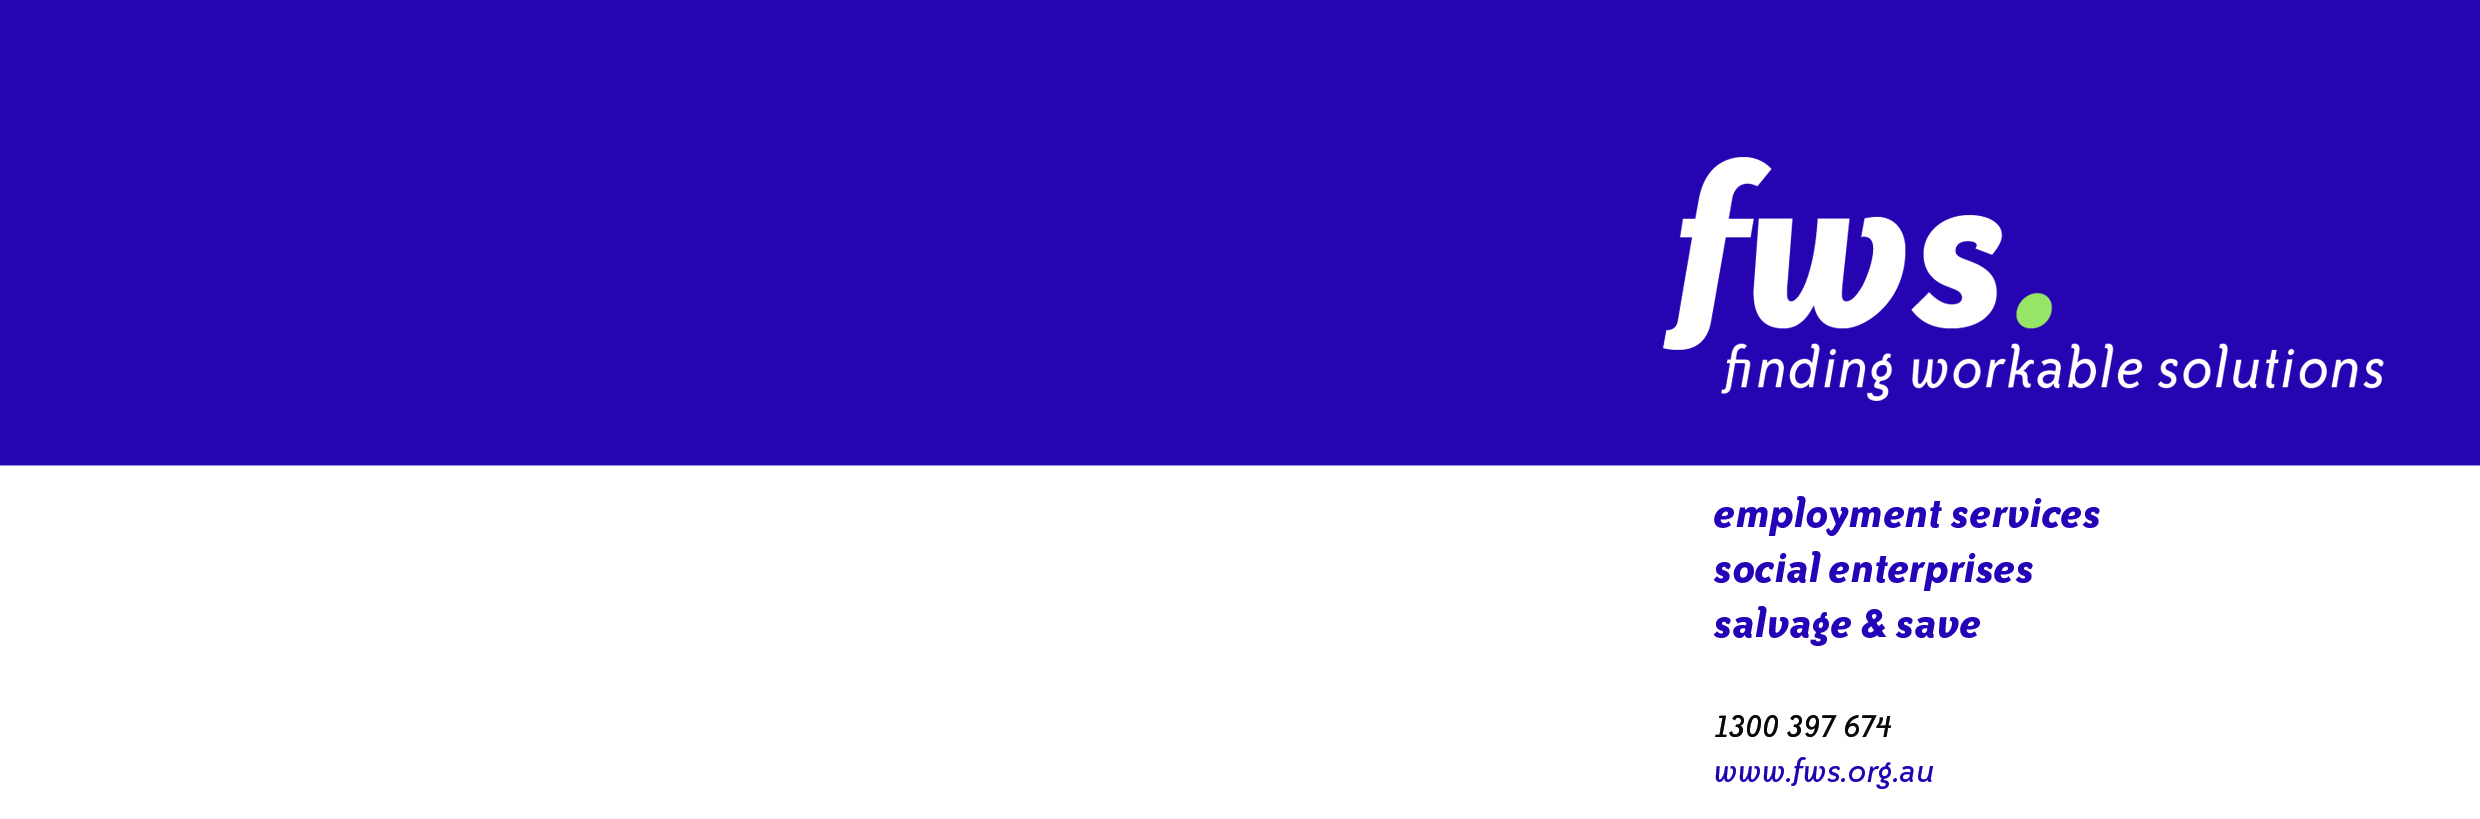 fws.
finding workable solutions
employment services
social enterprises
salvage & save
1300 397 674
www.fws.org.au